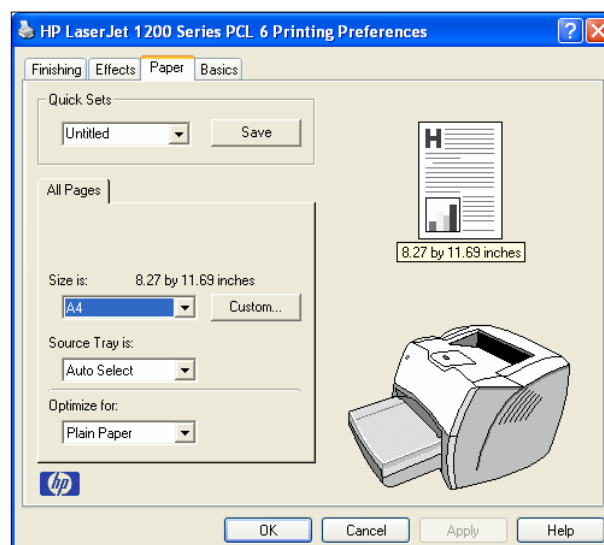 HP LaserJet 1200 Series PCL 6 Printing Preferences
Finishing Effects Paper Basics
Quick Sets
Untitled Save
All Pages
Size is: 8.27 by 11.69 inches
A4 Custom...
Source Tray is:
Auto Select
Optimize for:
Plain Paper
H
8.27 by 11.69 inches
hp
OK Cancel Apply Help